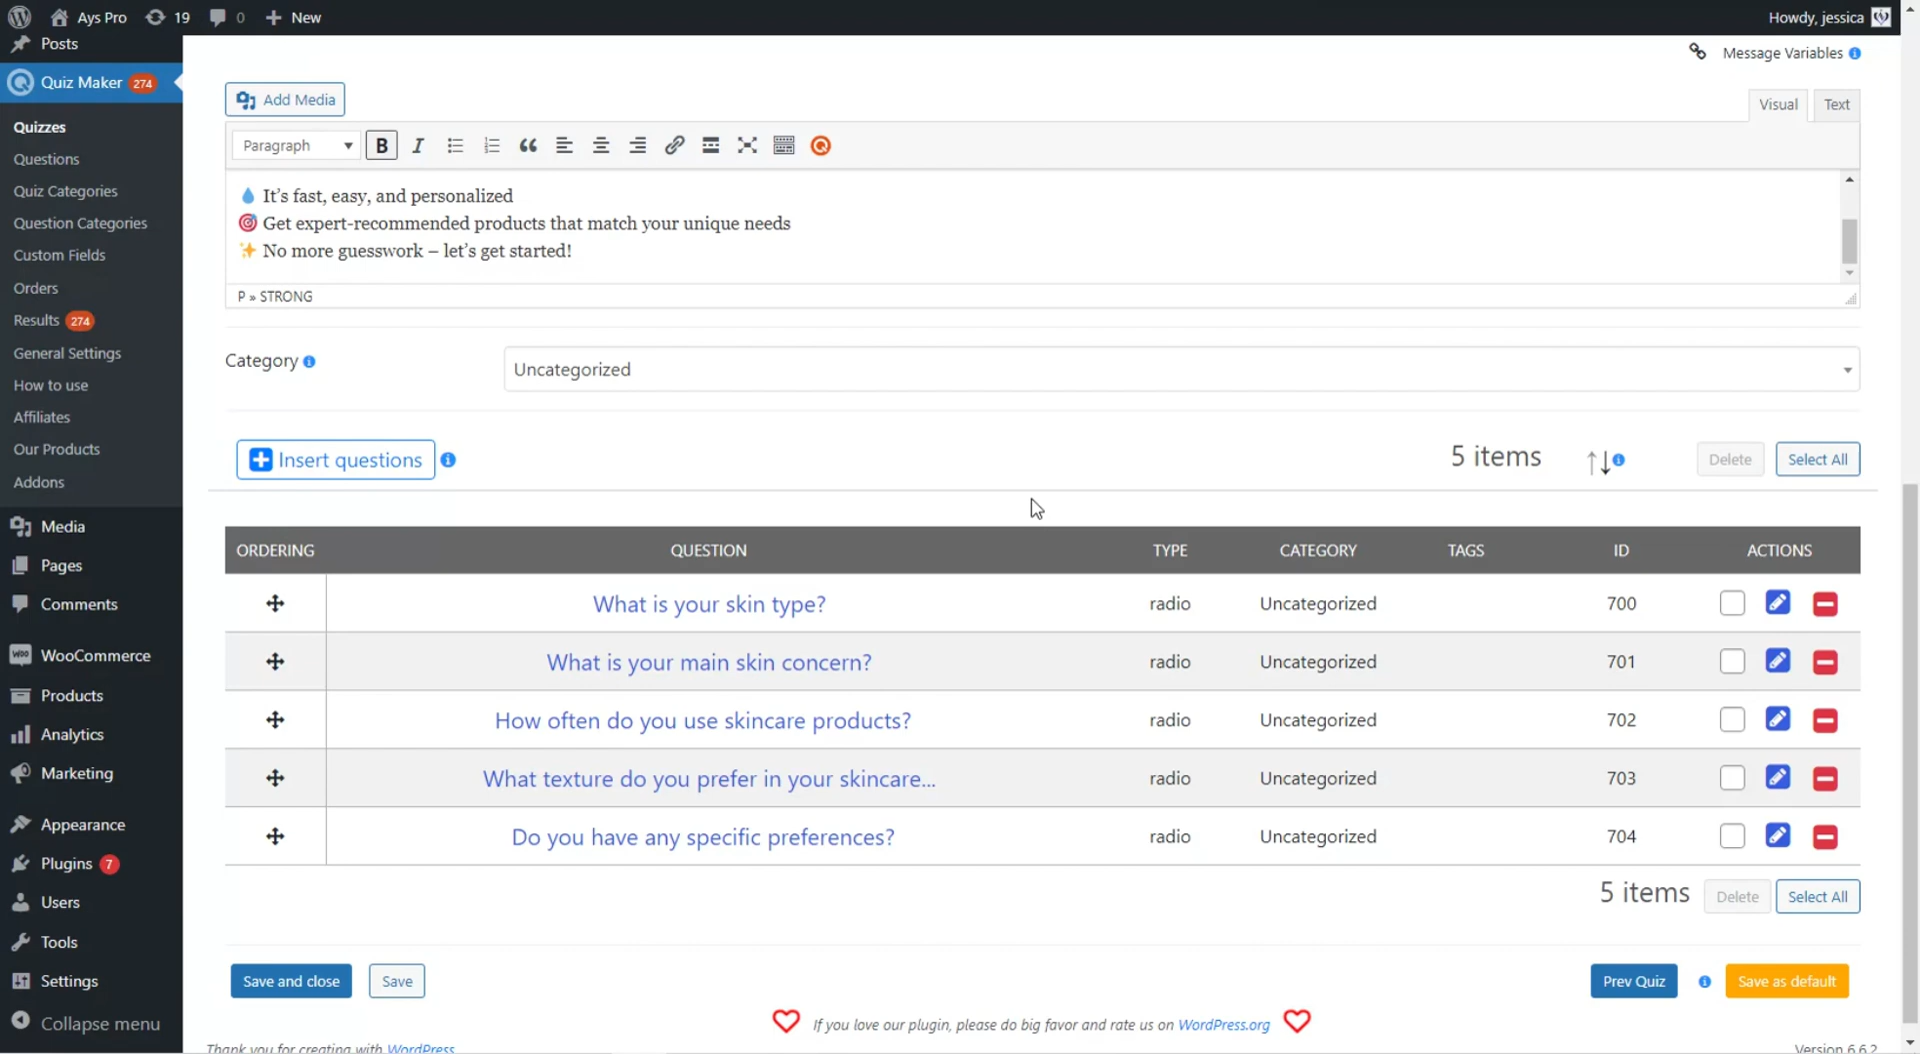 Ays Pro 19 0 New Howdy, jessica
Posts
Message Variables
Quiz Maker 274
Add Media
Visual Text
Quizzes
Paragraph B I
Questions
Quiz Categories
Question Categories
Custom Fields
Orders
Results 274
General Settings
How to use
Affiliates
Our Products
Addons
Media
Pages
Comments
WooCommerce
Products
Analytics
Marketing
Appearance
Plugins 7
Users
Tools
Settings
Collapse menu
💧 It’s fast, easy, and personalized
🎯 Get expert-recommended products that match your unique needs
✨ No more guesswork – let’s get started!
P » STRONG
Category Uncategorized
Insert questions 5 items Delete Select All
ORDERING QUESTION TYPE CATEGORY TAGS ID ACTIONS
What is your skin type? radio Uncategorized 700
What is your main skin concern? radio Uncategorized 701
How often do you use skincare products? radio Uncategorized 702
What texture do you prefer in your skincare... radio Uncategorized 703
Do you have any specific preferences? radio Uncategorized 704
5 items Delete Select All
Save and close Save Prev Quiz Save as default
If you love our plugin, please do big favor and rate us on WordPress.org
Thank you for creating with WordPress Version 6.6.2